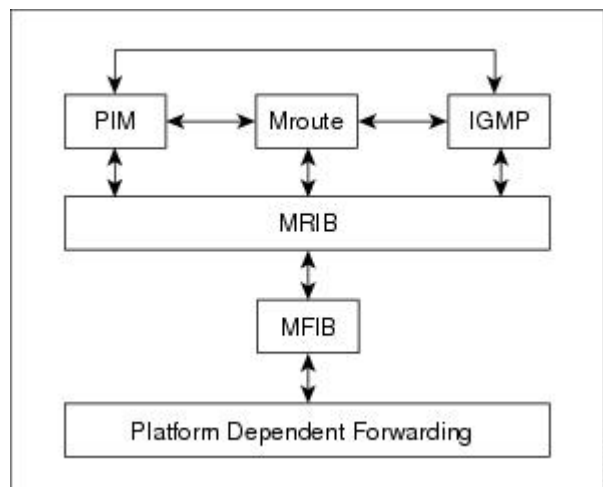 PIM
Mroute
IGMP
MRIB
MFIB
Platform Dependent Forwarding